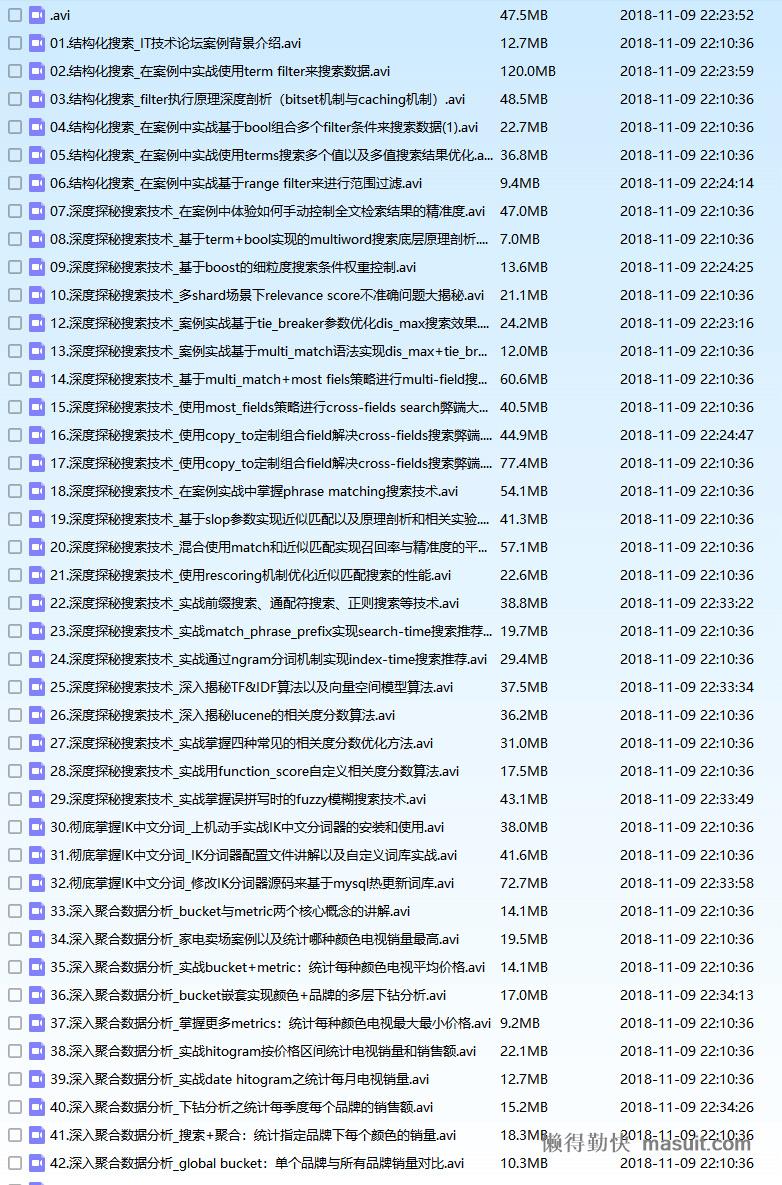 .avi 47.5MB 2018-11-09 22:23:52
01.结构化搜索_IT技术论坛案例背景介绍.avi 12.7MB 2018-11-09 22:10:36
02.结构化搜索_在案例中实战使用term filter来搜索数据.avi 120.0MB 2018-11-09 22:23:59
03.结构化搜索_filter执行原理深度剖析（bitset机制与caching机制）.avi 48.5MB 2018-11-09 22:10:36
04.结构化搜索_在案例中实战基于bool组合多个filter条件来搜索数据(1).avi 22.7MB 2018-11-09 22:10:36
05.结构化搜索_在案例中实战使用terms搜索多个值以及多值搜索结果优化.a... 36.8MB 2018-11-09 22:10:36
06.结构化搜索_在案例中实战基于range filter来进行范围过滤.avi 9.4MB 2018-11-09 22:24:14
07.深度探秘搜索技术_在案例中体验如何手动控制全文检索结果的精准度.avi 47.0MB 2018-11-09 22:10:36
08.深度探秘搜索技术_基于term+bool实现的multiword搜索底层原理剖析.... 7.0MB 2018-11-09 22:10:36
09.深度探秘搜索技术_基于boost的细粒度搜索条件权重控制.avi 13.6MB 2018-11-09 22:24:25
10.深度探秘搜索技术_多shard场景下relevance score不准确问题大揭秘.avi 21.1MB 2018-11-09 22:10:36
12.深度探秘搜索技术_案例实战基于tie_breaker参数优化dis_max搜索效果.... 24.2MB 2018-11-09 22:23:16
13.深度探秘搜索技术_案例实战基于multi_match语法实现dis_max+tie_br... 12.0MB 2018-11-09 22:10:36
14.深度探秘搜索技术_基于multi_match+most fiels策略进行multi-field搜... 60.6MB 2018-11-09 22:10:36
15.深度探秘搜索技术_使用most_fields策略进行cross-fields search弊端大... 40.5MB 2018-11-09 22:10:36
16.深度探秘搜索技术_使用copy_to定制组合field解决cross-fields搜索弊端.... 44.9MB 2018-11-09 22:24:47
17.深度探秘搜索技术_使用copy_to定制组合field解决cross-fields搜索弊端.... 77.4MB 2018-11-09 22:10:36
18.深度探秘搜索技术_在案例实战中掌握phrase matching搜索技术.avi 54.1MB 2018-11-09 22:10:36
19.深度探秘搜索技术_基于slop参数实现近似匹配以及原理剖析和相关实验.... 41.3MB 2018-11-09 22:10:36
20.深度探秘搜索技术_混合使用match和近似匹配实现召回率与精准度的平... 57.1MB 2018-11-09 22:10:36
21.深度探秘搜索技术_使用rescoring机制优化近似匹配搜索的性能.avi 22.6MB 2018-11-09 22:10:36
22.深度探秘搜索技术_实战前缀搜索、通配符搜索、正则搜索等技术.avi 38.8MB 2018-11-09 22:33:22
23.深度探秘搜索技术_实战match_phrase_prefix实现search-time搜索推荐... 19.7MB 2018-11-09 22:10:36
24.深度探秘搜索技术_实战通过ngram分词机制实现index-time搜索推荐.avi 29.4MB 2018-11-09 22:10:36
25.深度探秘搜索技术_深入揭秘TF&IDF算法以及向量空间模型算法.avi 37.5MB 2018-11-09 22:33:34
26.深度探秘搜索技术_深入揭秘lucene的相关度分数算法.avi 36.2MB 2018-11-09 22:10:36
27.深度探秘搜索技术_实战掌握四种常见的相关度分数优化方法.avi 31.0MB 2018-11-09 22:10:36
28.深度探秘搜索技术_实战用function_score自定义相关度分数算法.avi 17.5MB 2018-11-09 22:10:36
29.深度探秘搜索技术_实战掌握误拼写时的fuzzy模糊搜索技术.avi 43.1MB 2018-11-09 22:33:49
30.彻底掌握IK中文分词_上机动手实战IK中文分词器的安装和使用.avi 38.0MB 2018-11-09 22:10:36
31.彻底掌握IK中文分词_IK分词器配置文件讲解以及自定义词库实战.avi 41.6MB 2018-11-09 22:10:36
32.彻底掌握IK中文分词_修改IK分词器源码来基于mysql热更新词库.avi 72.7MB 2018-11-09 22:33:58
33.深入聚合数据分析_bucket与metric两个核心概念的讲解.avi 14.1MB 2018-11-09 22:10:36
34.深入聚合数据分析_家电卖场案例以及统计哪种颜色电视销量最高.avi 19.5MB 2018-11-09 22:10:36
35.深入聚合数据分析_实战bucket+metric：统计每种颜色电视平均价格.avi 14.1MB 2018-11-09 22:10:36
36.深入聚合数据分析_bucket嵌套实现颜色+品牌的多层下钻分析.avi 17.0MB 2018-11-09 22:34:13
37.深入聚合数据分析_掌握更多metrics：统计每种颜色电视最大最小价格.avi 9.2MB 2018-11-09 22:10:36
38.深入聚合数据分析_实战hitogram按价格区间统计电视销量和销售额.avi 22.1MB 2018-11-09 22:10:36
39.深入聚合数据分析_实战date hitogram之统计每月电视销量.avi 12.7MB 2018-11-09 22:10:36
40.深入聚合数据分析_下钻分析之统计每季度每个品牌的销售额.avi 15.2MB 2018-11-09 22:34:26
41.深入聚合数据分析_搜索+聚合：统计指定品牌下每个颜色的销量.avi 18.3MB 2018-11-09 22:10:36
懒得勤快 masuit.com
42.深入聚合数据分析_global bucket：单个品牌与所有品牌销量对比.avi 10.3MB 2018-11-09 22:10:36